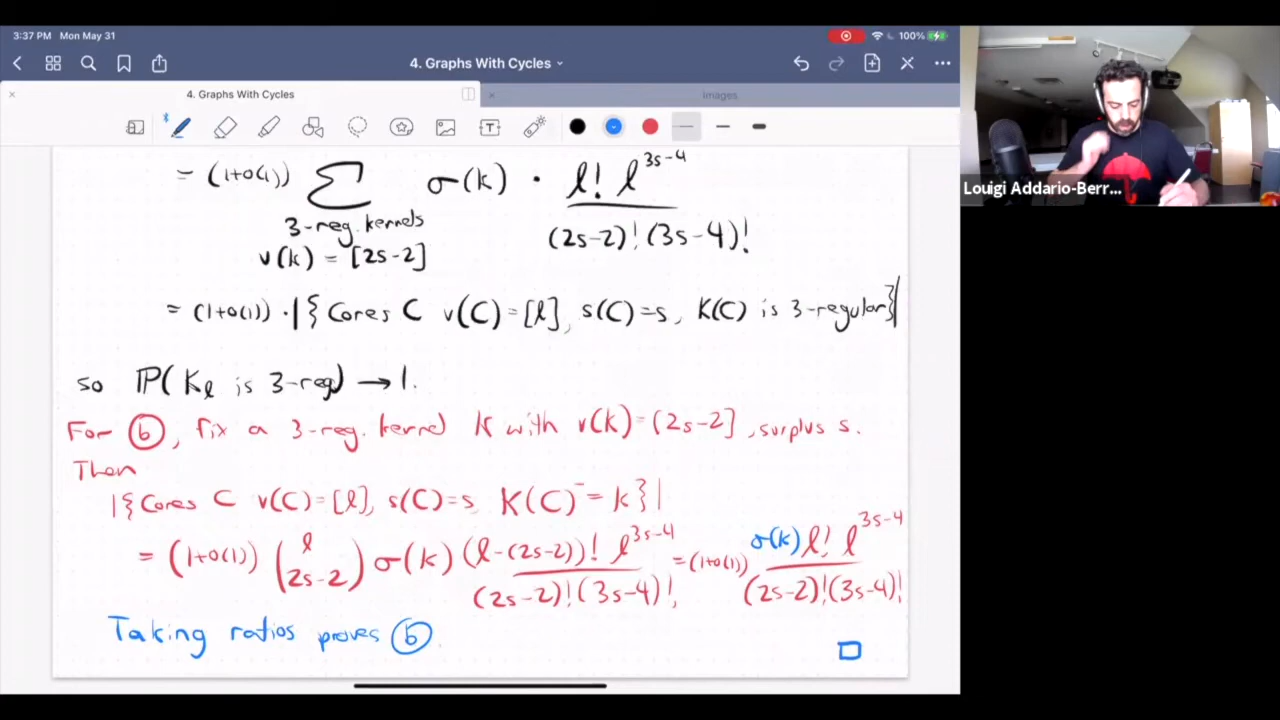 3:37 PM Mon May 31
100%
4. Graphs With Cycles
4. Graphs With Cycles
Images
= (1+o(1)) Σ σ(k) · l! l^{3s-4}
3-reg. kernels (2s-2)! (3s-4)!
v(k) = [2s-2]
= (1+o(1)) · |{Cores C v(C) = [l], s(C) = s, K(C) is 3-regular}|
so P(K_l is 3-reg) → 1.
For ⓑ, fix a 3-reg. kernel K with v(k) = [2s-2], surplus s.
Then
|{Cores C v(C) = [l], s(C) = s, K(C)^- = k}|
= (1+o(1)) (l 2s-2) σ(k) (l-(2s-2))! l^{3s-4} / (2s-2)! (3s-4)! = (1+o(1)) σ(k) l! l^{3s-4} / (2s-2)! (3s-4)!
Taking ratios proves ⓑ.
□
Louigi Addario-Berr...